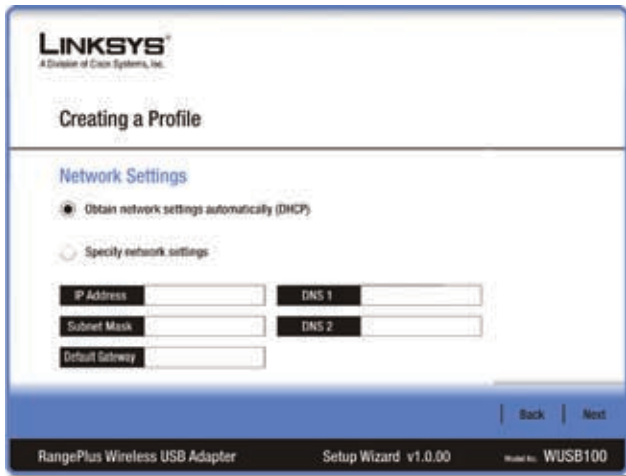 LINKSYS®
A Division of Cisco Systems, Inc.
Creating a Profile
Network Settings
Obtain network settings automatically (DHCP)
Specify network settings
IP Address
DNS 1
Subnet Mask
DNS 2
Default Gateway
Back
Next
RangePlus Wireless USB Adapter
Setup Wizard v1.0.00
Model No. WUSB100